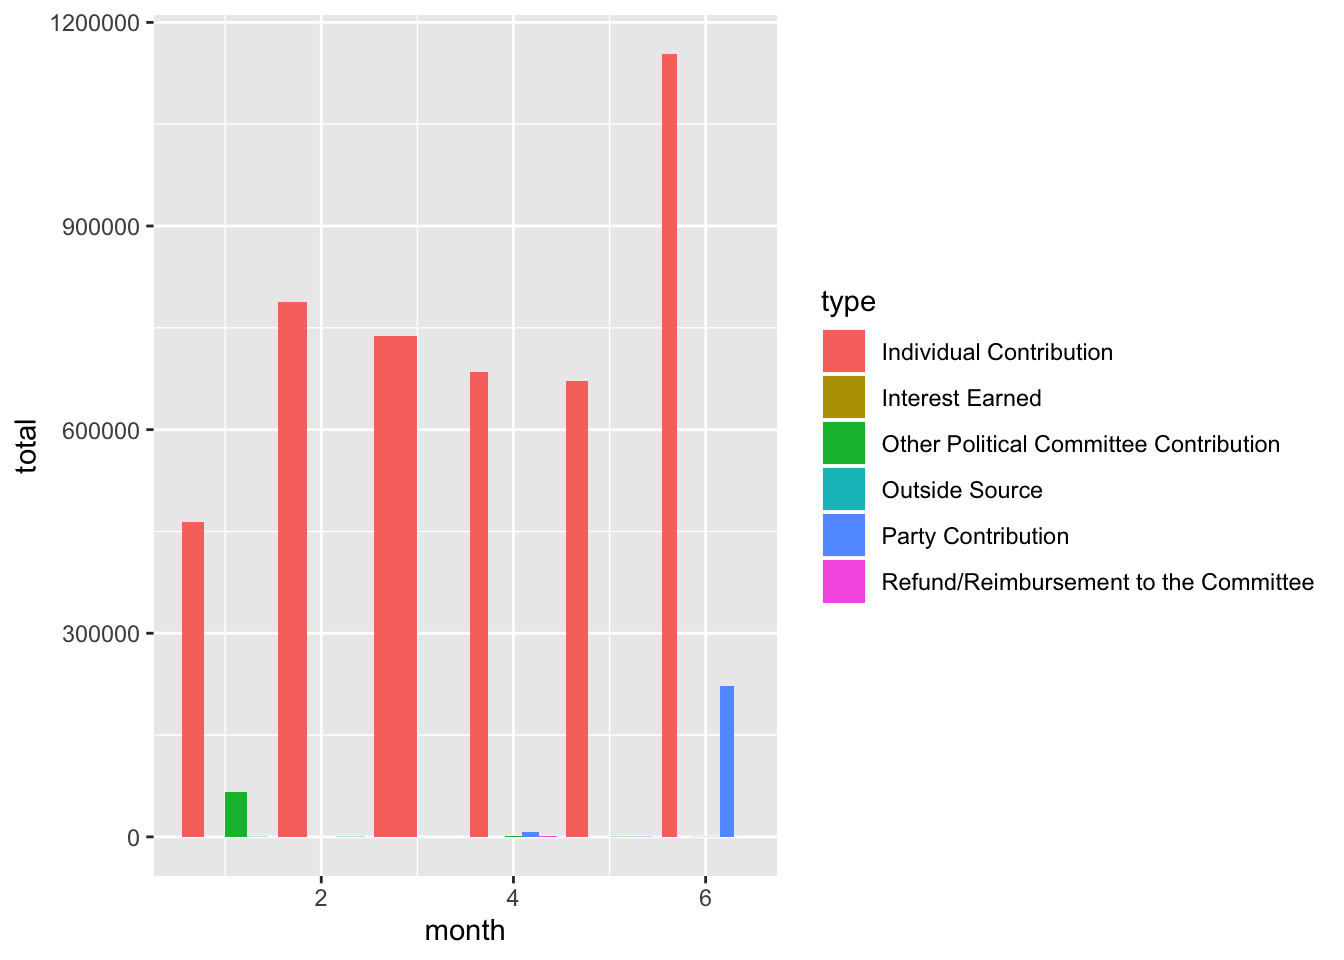 1200000
900000
600000
300000
0
total
2
4
6
month
type
Individual Contribution
Interest Earned
Other Political Committee Contribution
Outside Source
Party Contribution
Refund/Reimbursement to the Committee